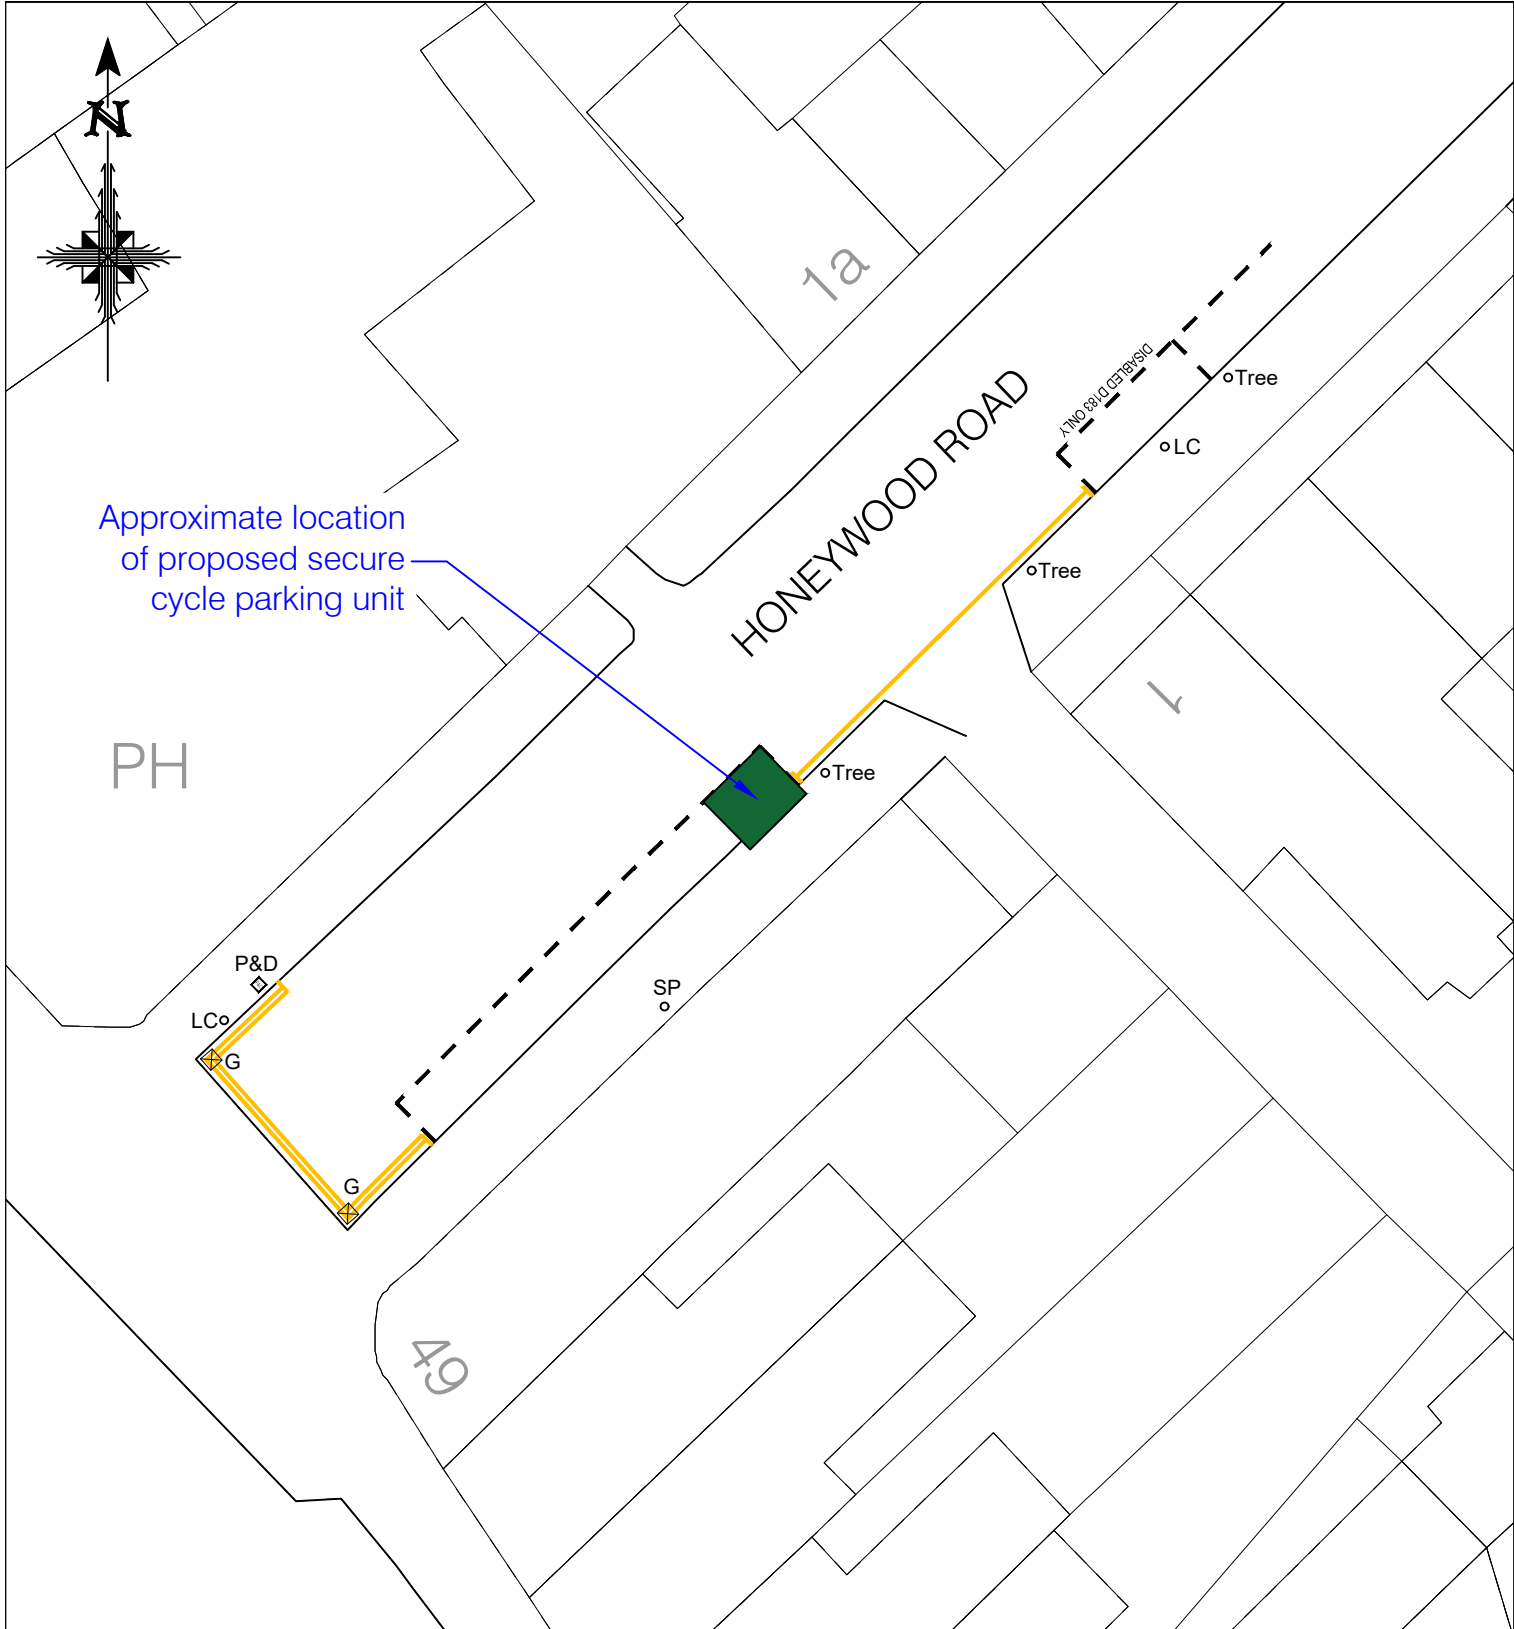 N
1a
DISABLED D183 ONLY
Tree
LC
HONEYWOOD ROAD
Approximate location
of proposed secure
cycle parking unit
Tree
1
PH
Tree
P&D
SP
LC
G
G
49